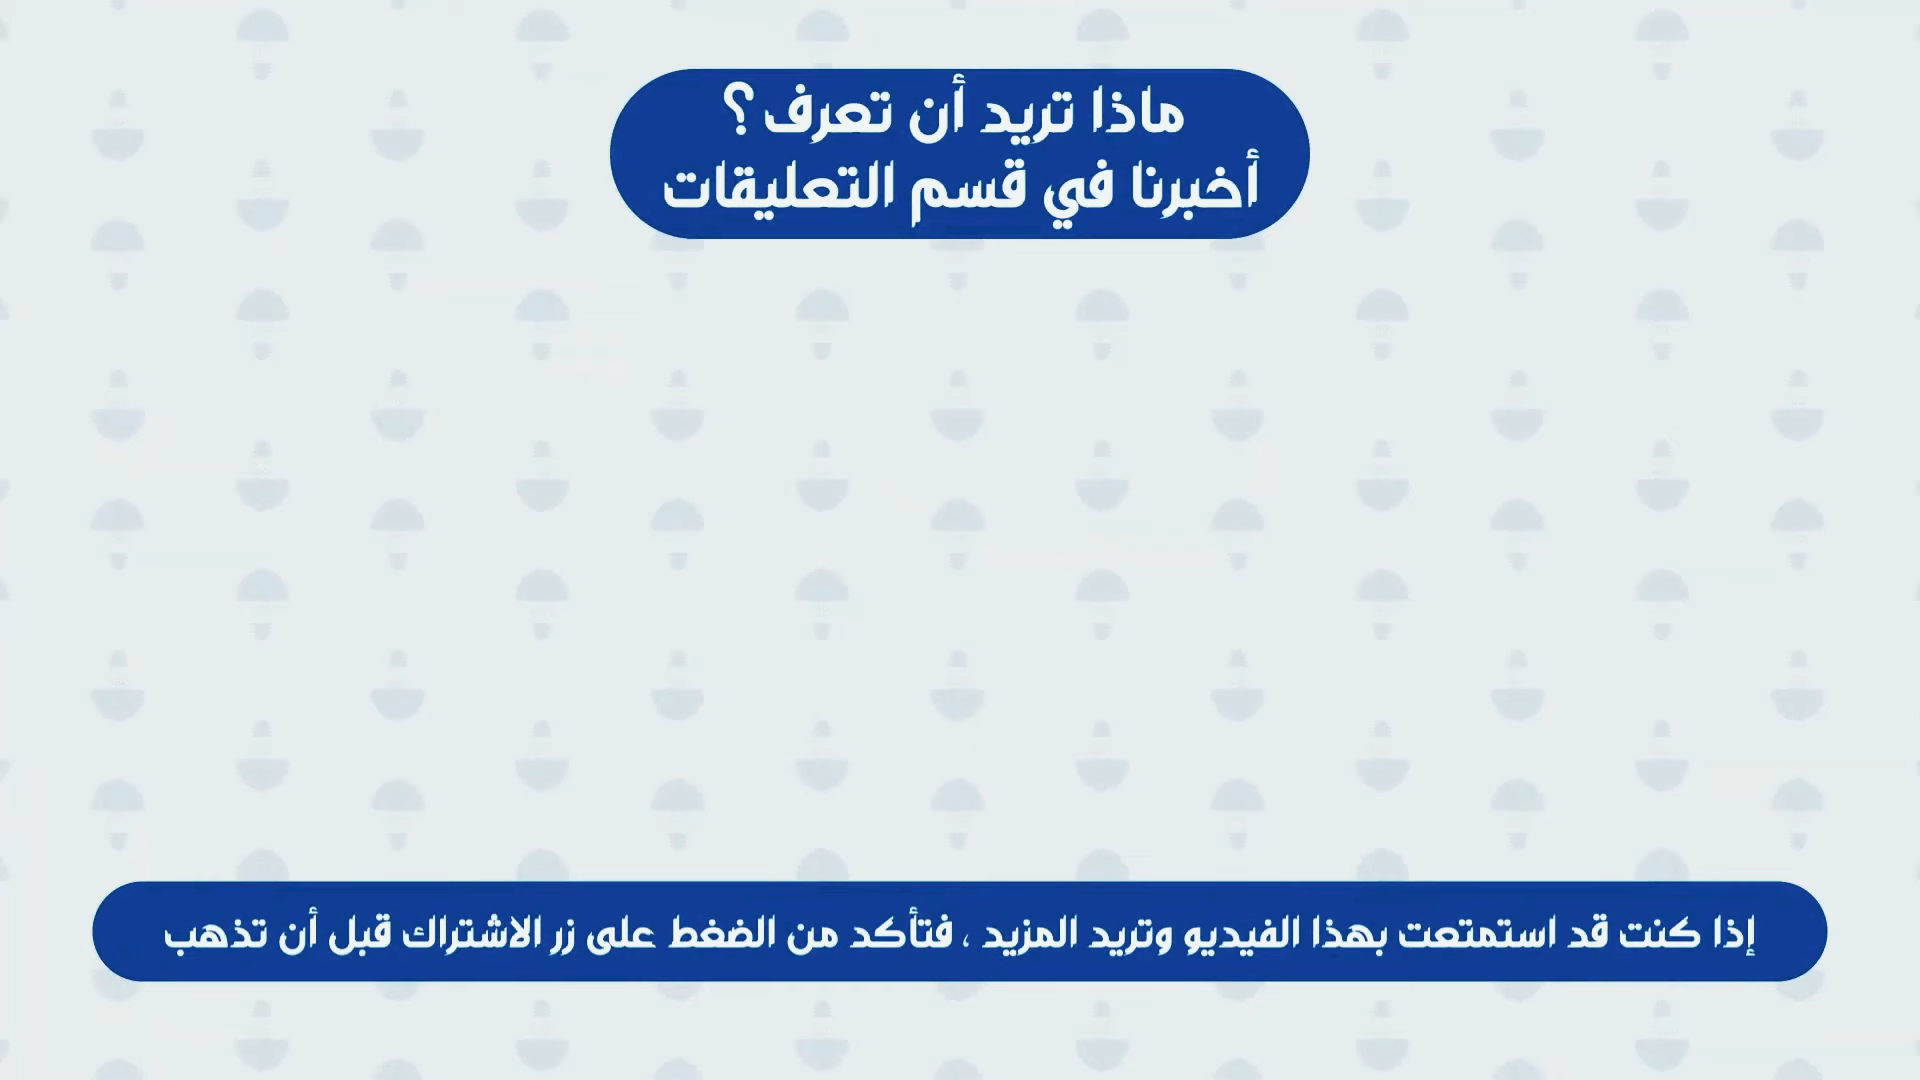 ماذا تريد أن تعرف ؟
أخبرنا في قسم التعليقات
إذا كنت قد استمتعت بهذا الفيديو وتريد المزيد ، فتأكد من الضغط على زر الاشتراك قبل أن تذهب